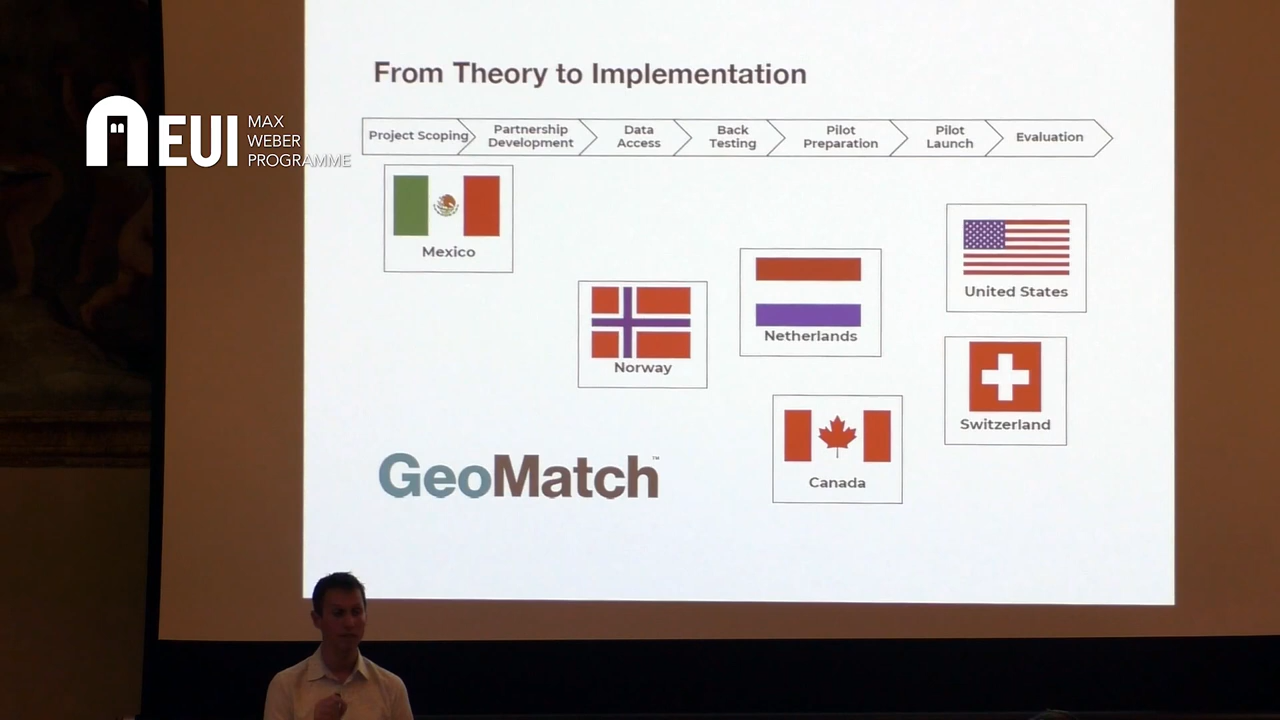 From Theory to Implementation
MAX
WEBER
PROGRAMME
EUI
Project Scoping
Partnership
Development
Data
Access
Back
Testing
Pilot
Preparation
Pilot
Launch
Evaluation
Mexico
United States
Netherlands
Norway
Switzerland
Canada
GeoMatch™